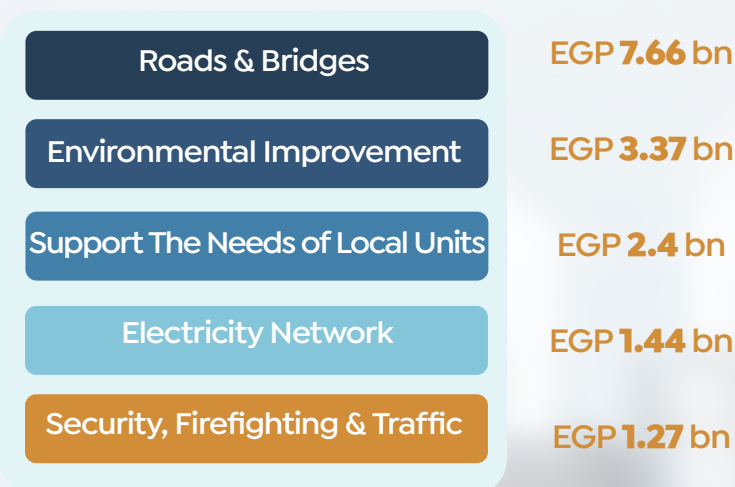 Roads & Bridges
EGP 7.66 bn
Environmental Improvement
EGP 3.37 bn
Support The Needs of Local Units
EGP 2.4 bn
Electricity Network
EGP 1.44 bn
Security, Firefighting & Traffic
EGP 1.27 bn